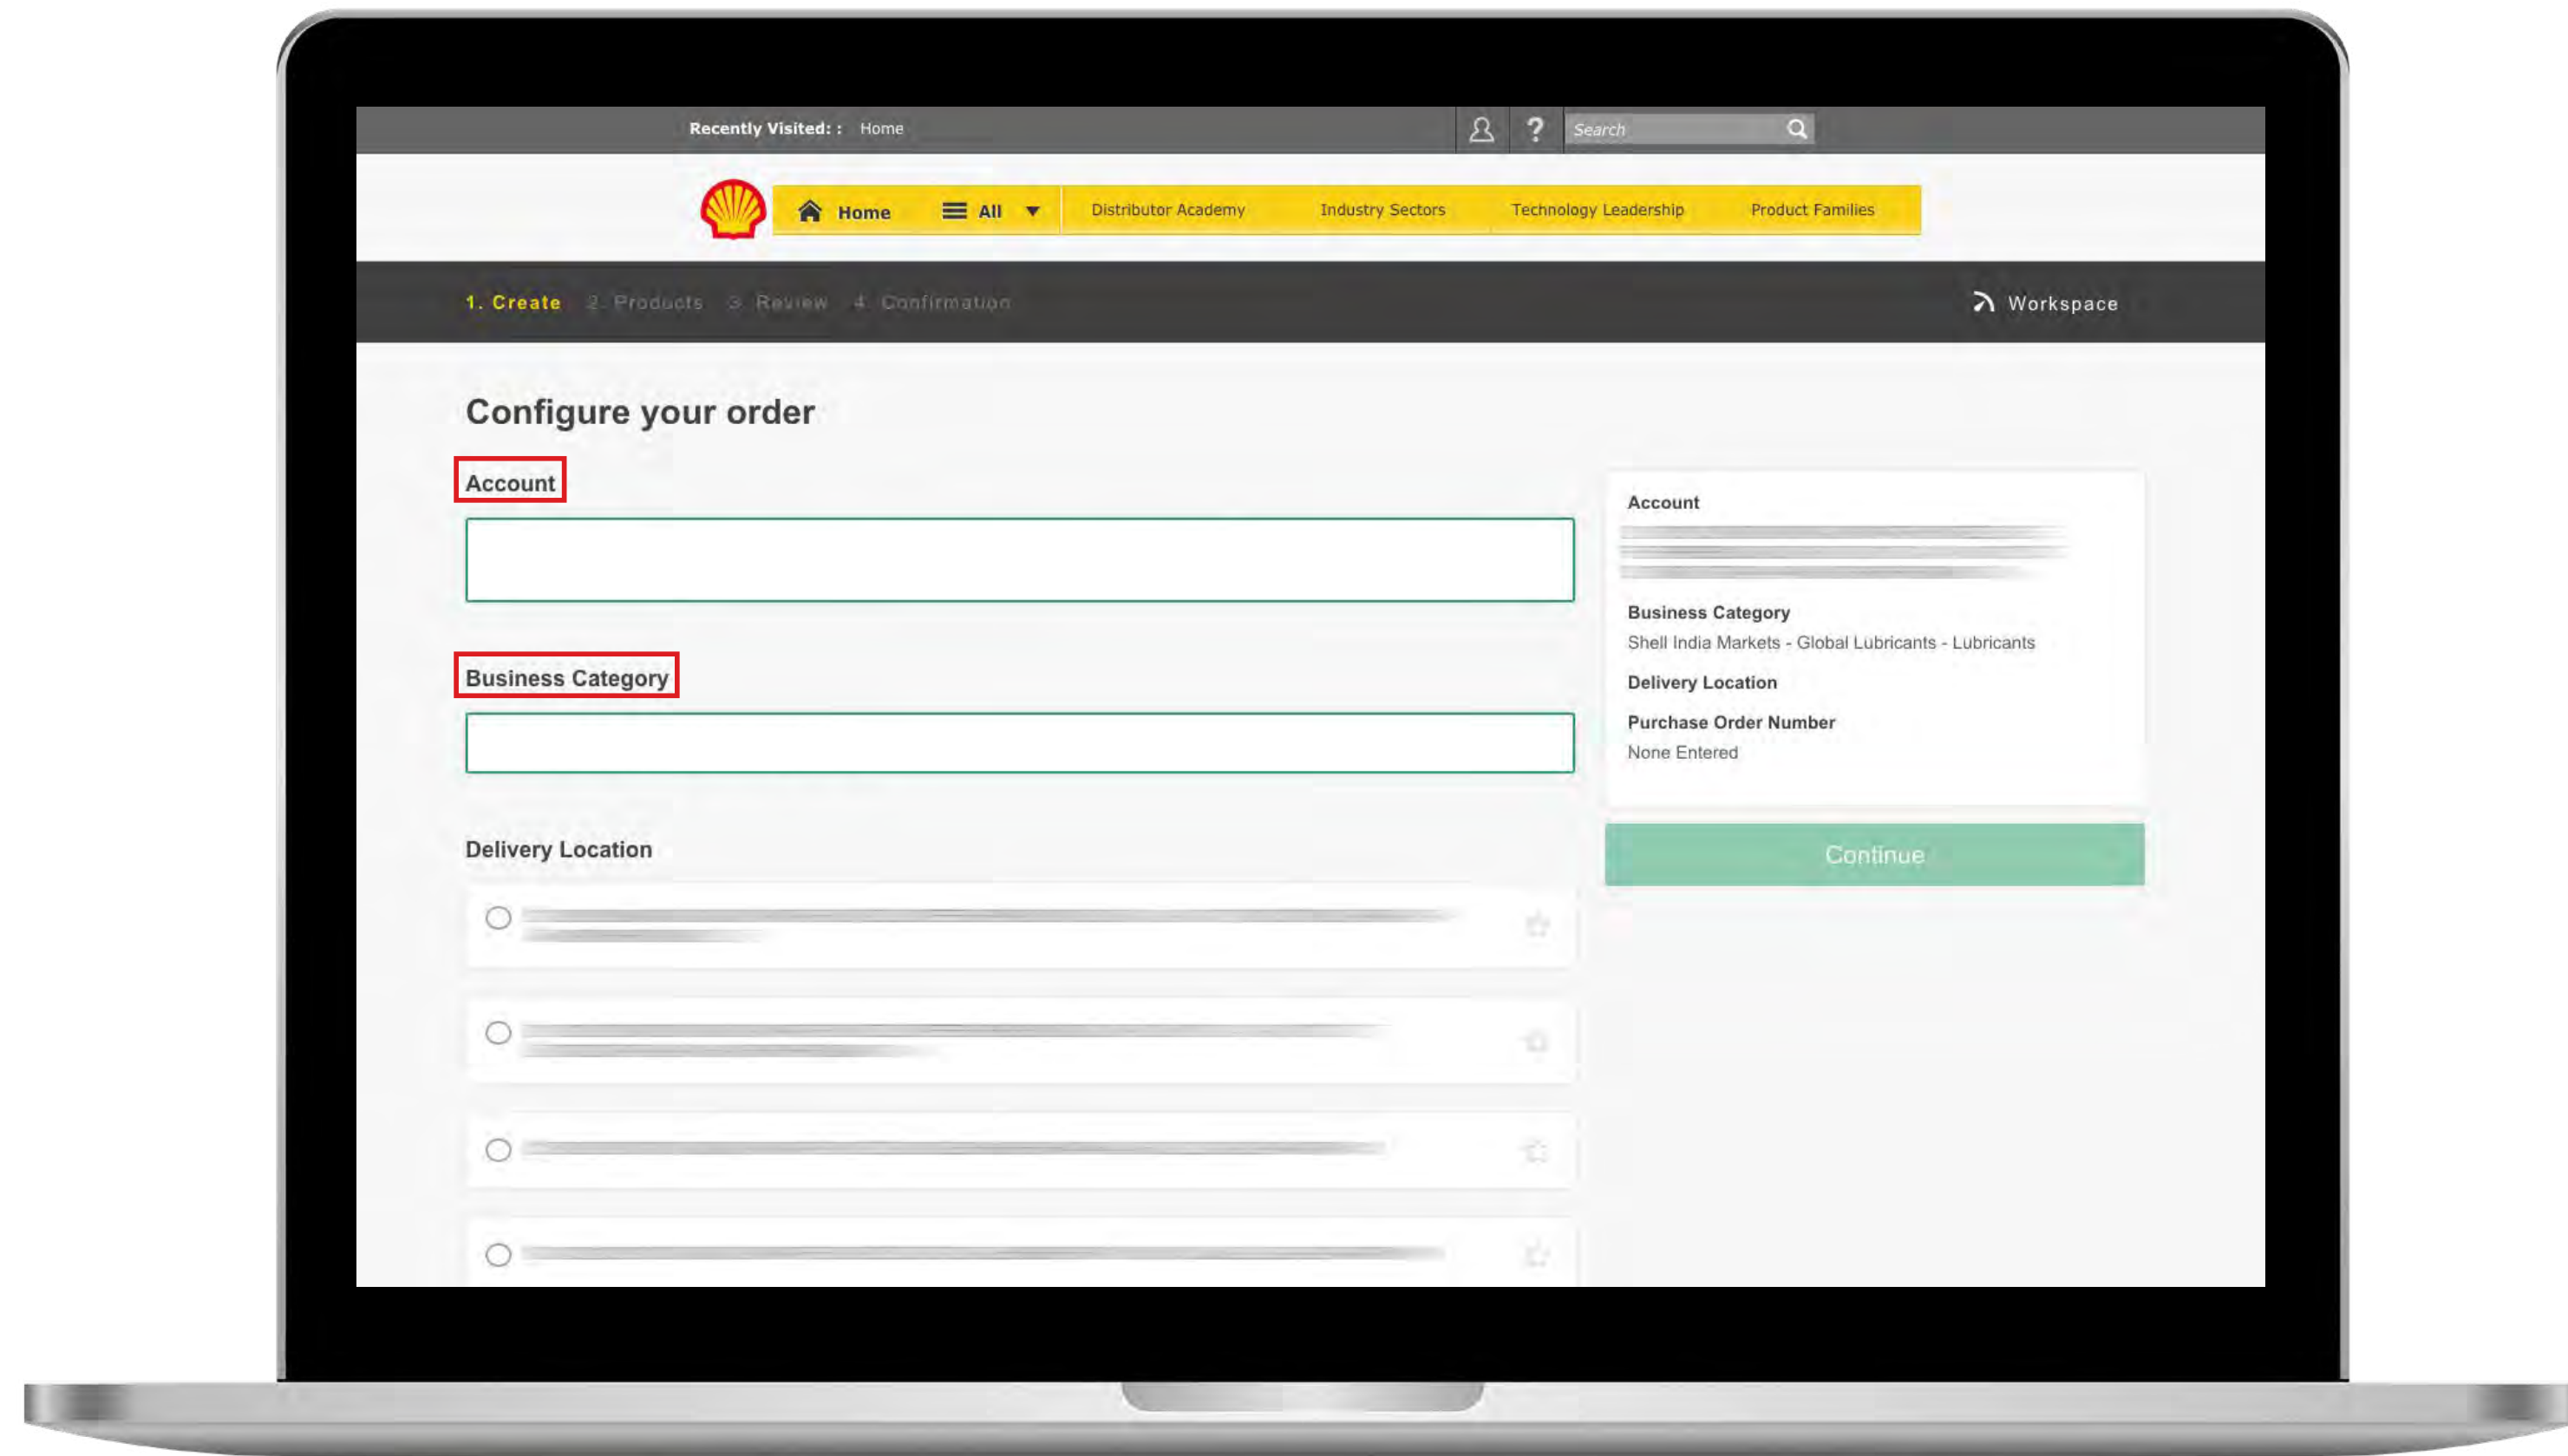 Recently Visited: : Home
? Search
Home All Distributor Academy Industry Sectors Technology Leadership Product Families
1. Create 2. Products 3. Review 4. Confirmation Workspace
Configure your order
Account
Business Category
Delivery Location
Account
Business Category
Shell India Markets - Global Lubricants - Lubricants
Delivery Location
Purchase Order Number
None Entered
Continue